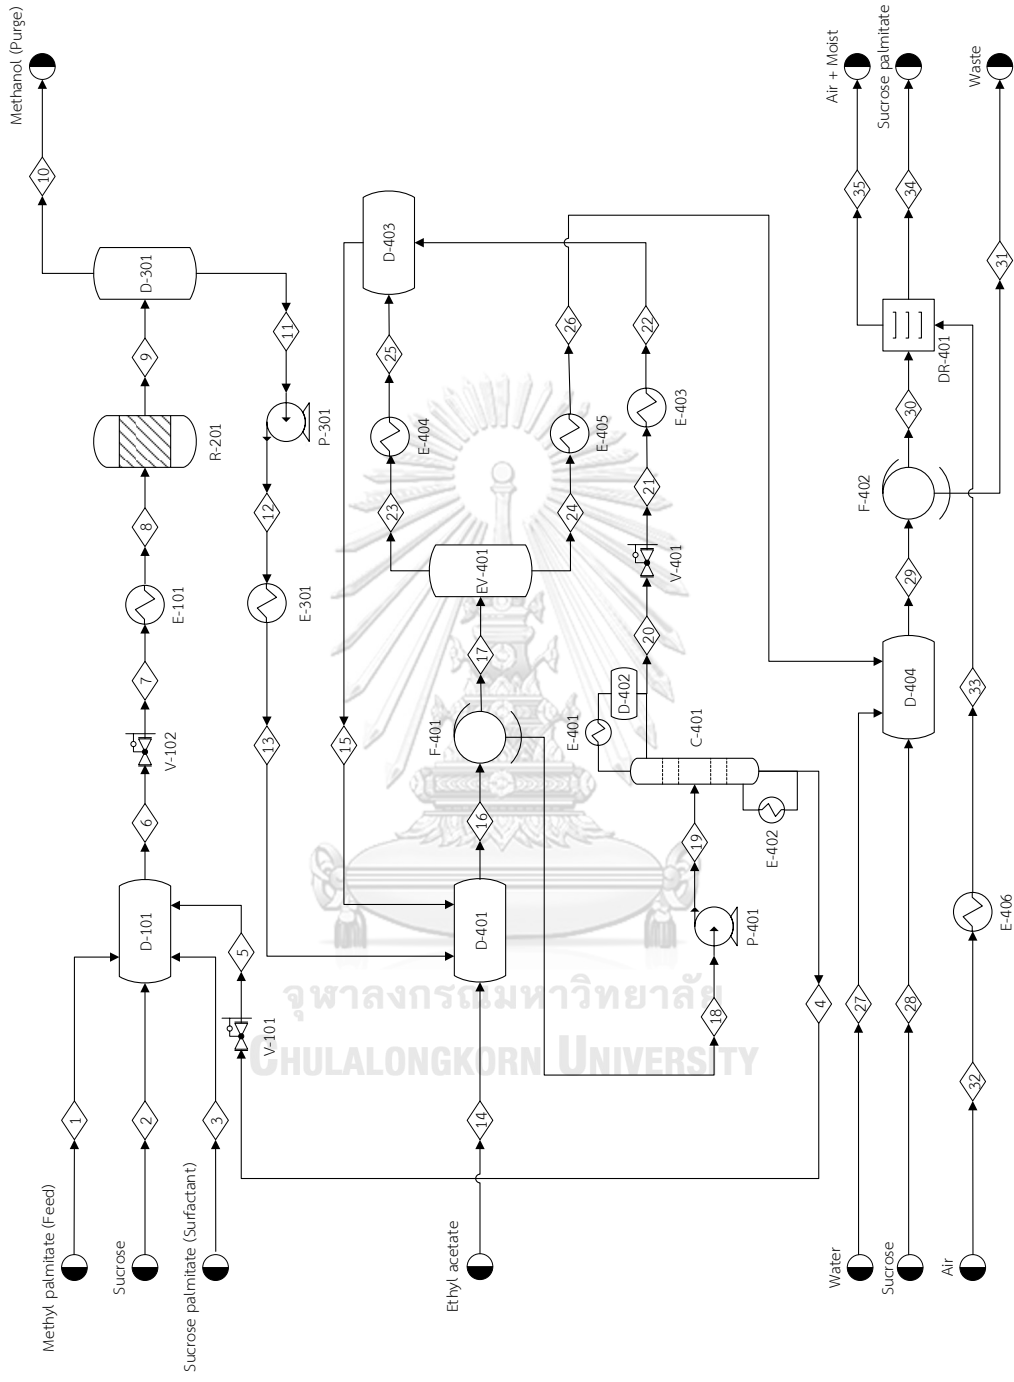 Methyl palmitate (Feed)
1
Sucrose
2
Sucrose palmitate (Surfactant)
3
D-101
5
V-101
6
V-102
7
E-101
8
R-201
9
D-301
10
Methanol (Purge)
11
P-301
12
E-301
13
Ethyl acetate
14
D-401
15
16
F-401
17
EV-401
23
E-404
25
D-403
24
E-405
26
18
P-401
19
C-401
E-401
D-402
E-402
4
20
V-401
21
E-403
22
Water
27
Sucrose
28
D-404
29
F-402
30
DR-401
35
Air + Moist
34
Sucrose palmitate
31
Waste
Air
32
E-406
33
จุฬาลงกรณ์มหาวิทยาลัย
CHULALONGKORN UNIVERSITY